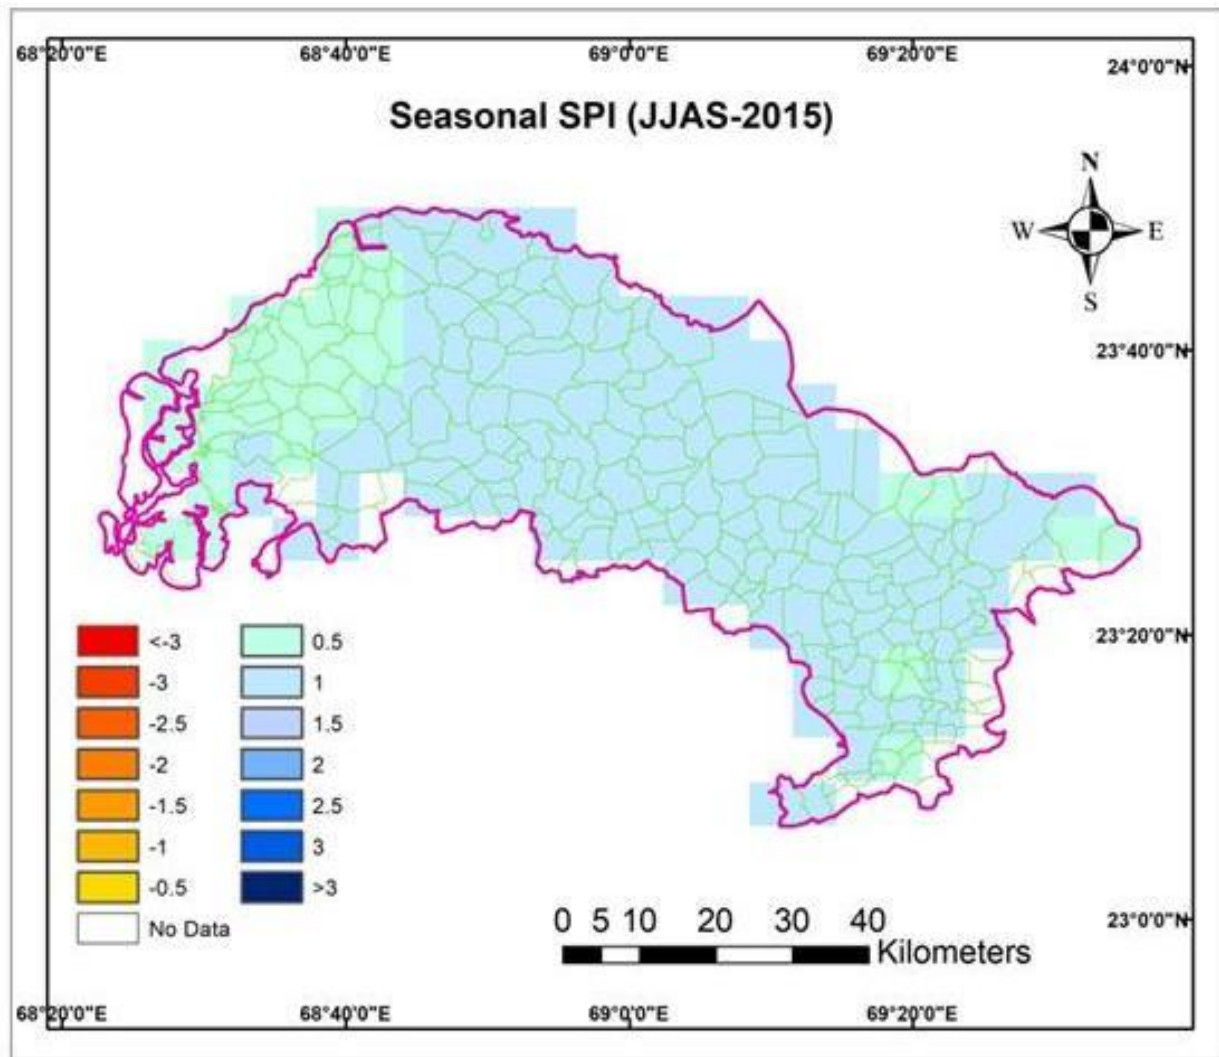 68°20'0"E 68°40'0"E 69°0'0"E 69°20'0"E
24°0'0"N
Seasonal SPI (JJAS-2015)
N
W E
S
23°40'0"N
23°20'0"N
<-3 0.5
-3 1
-2.5 1.5
-2 2
-1.5 2.5
-1 3
-0.5 >3
No Data
0 5 10 20 30 40
Kilometers
23°0'0"N
68°20'0"E 68°40'0"E 69°0'0"E 69°20'0"E